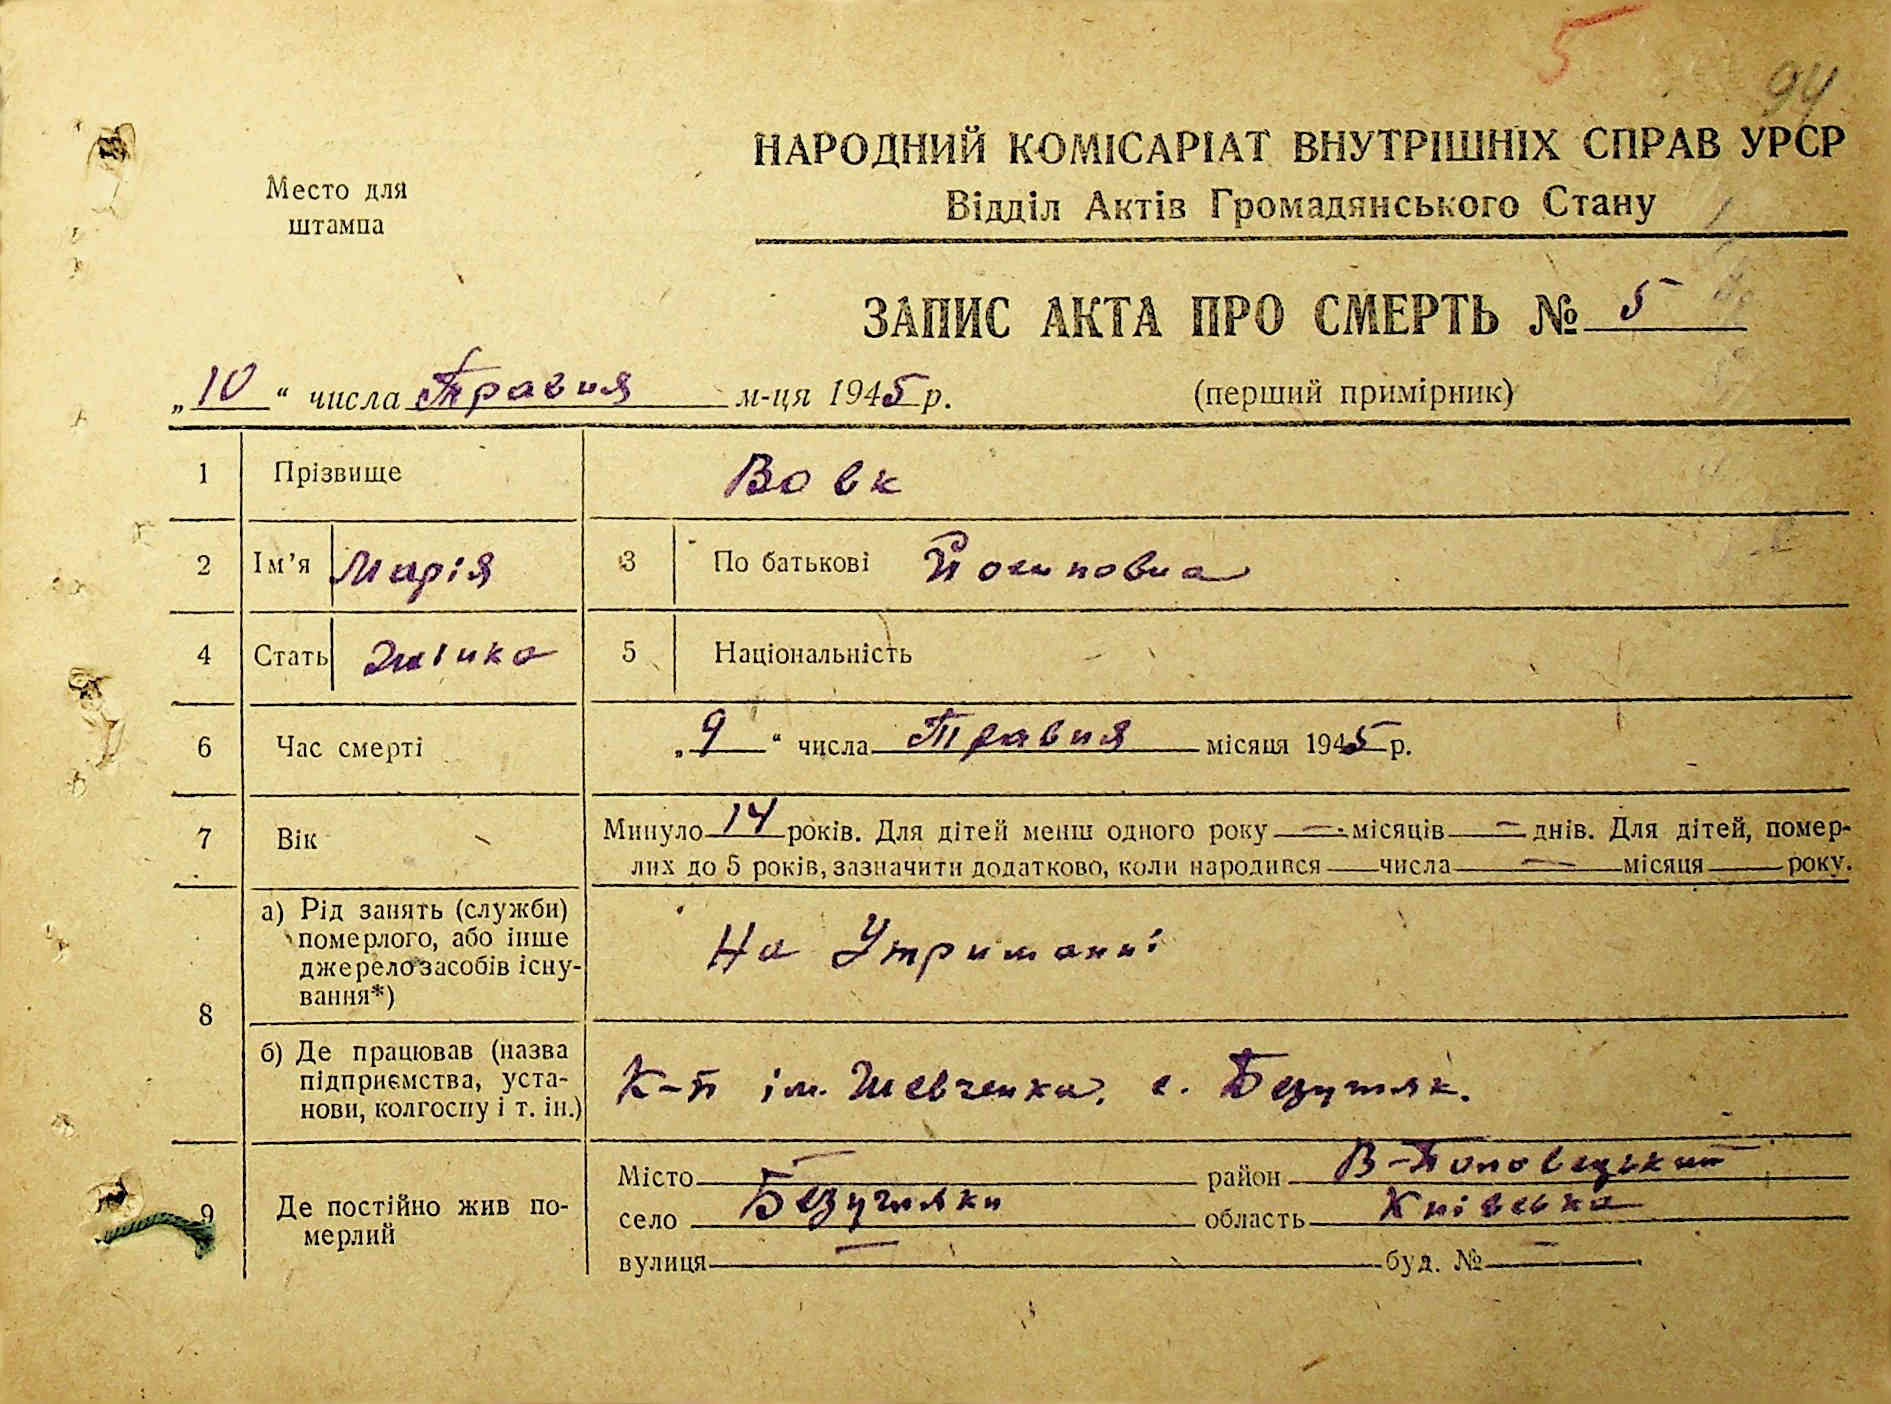 5
94
НАРОДНИЙ КОМІСАРІАТ ВНУТРІШНІХ СПРАВ УРСР
Место для
штампа
Відділ Актів Громадянського Стану
ЗАПИС АКТА ПРО СМЕРТЬ № 5
„10“ числа Травня м-ця 1945 р.
(перший примірник)
1 Прізвище Вовк
2 Ім'я Марія 3 По батькові Йосиповна
4 Стать жінка 5 Національність
6 Час смерті „9“ числа Травня місяця 1945 р.
7 Вік Минуло 14 років. Для дітей менш одного року — місяців — днів. Для дітей, помер-
лих до 5 років, зазначити додатково, коли народився — числа — місяця — року.
8 а) Рід занять (служби)
померлого, або інше
джерело засобів існу-
вання*)
На Утриманні
б) Де працював (назва
підприємства, уста-
нови, колгоспу і т. ін.)
К-п ім. Шевченка. с.
9 Де постійно жив по-
мерлий
Місто — район В-Половецький
село область Київська
вулиця — буд. № —